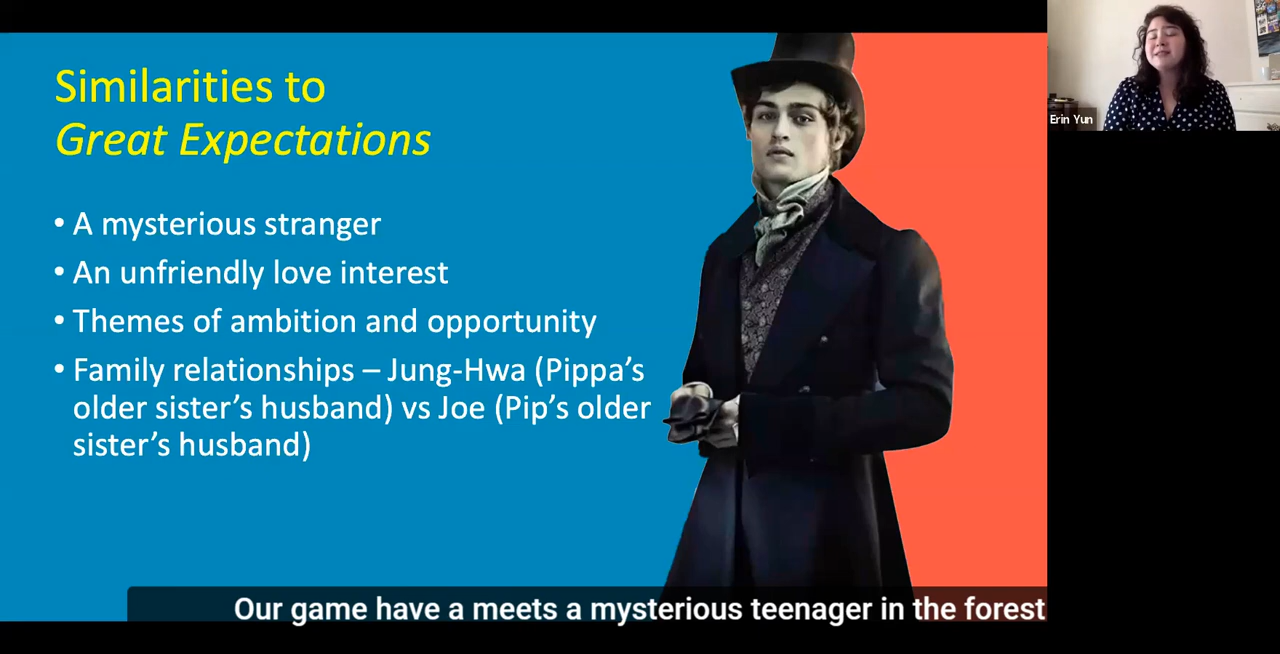 Similarities to
Great Expectations
• A mysterious stranger
• An unfriendly love interest
• Themes of ambition and opportunity
• Family relationships – Jung-Hwa (Pippa’s
older sister’s husband) vs Joe (Pip’s older
sister’s husband)
Our game have a meets a mysterious teenager in the forest
Erin Yun